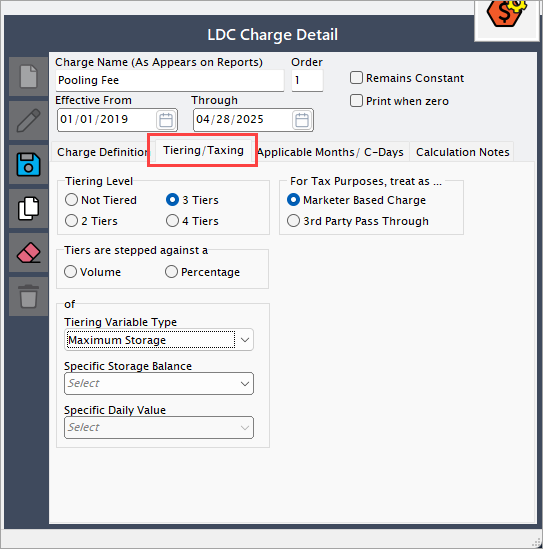 LDC Charge Detail
Charge Name (As Appears on Reports) Order
Pooling Fee 1 Remains Constant
Effective From Through Print when zero
01/01/2019 04/28/2025
Charge Definition Tiering/Taxing Applicable Months/ C-Days Calculation Notes
Tiering Level For Tax Purposes, treat as ...
Not Tiered 3 Tiers Marketer Based Charge
2 Tiers 4 Tiers 3rd Party Pass Through
Tiers are stepped against a
Volume Percentage
of
Tiering Variable Type
Maximum Storage
Specific Storage Balance
Select
Specific Daily Value
Select